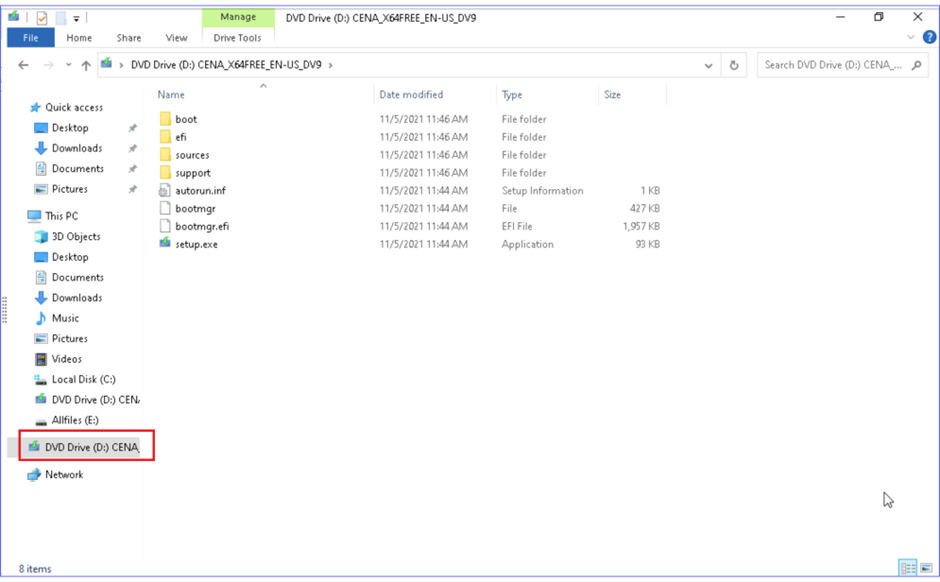 Manage DVD Drive (D:) CENA_X64FREE_EN-US_DV9
File Home Share View Drive Tools
DVD Drive (D:) CENA_X64FREE_EN-US_DV9 Search DVD Drive (D:) CENA_...
Name Date modified Type Size
Quick access
Desktop
Downloads
Documents
Pictures
This PC
3D Objects
Desktop
Documents
Downloads
Music
Pictures
Videos
Local Disk (C:)
DVD Drive (D:) CEN
Allfiles (E:)
DVD Drive (D:) CENA_
Network
boot 11/5/2021 11:46 AM File folder
efi 11/5/2021 11:46 AM File folder
sources 11/5/2021 11:46 AM File folder
support 11/5/2021 11:46 AM File folder
autorun.inf 11/5/2021 11:44 AM Setup Information 1 KB
bootmgr 11/5/2021 11:44 AM File 427 KB
bootmgr.efi 11/5/2021 11:44 AM EFI File 1,957 KB
setup.exe 11/5/2021 11:44 AM Application 93 KB
8 items